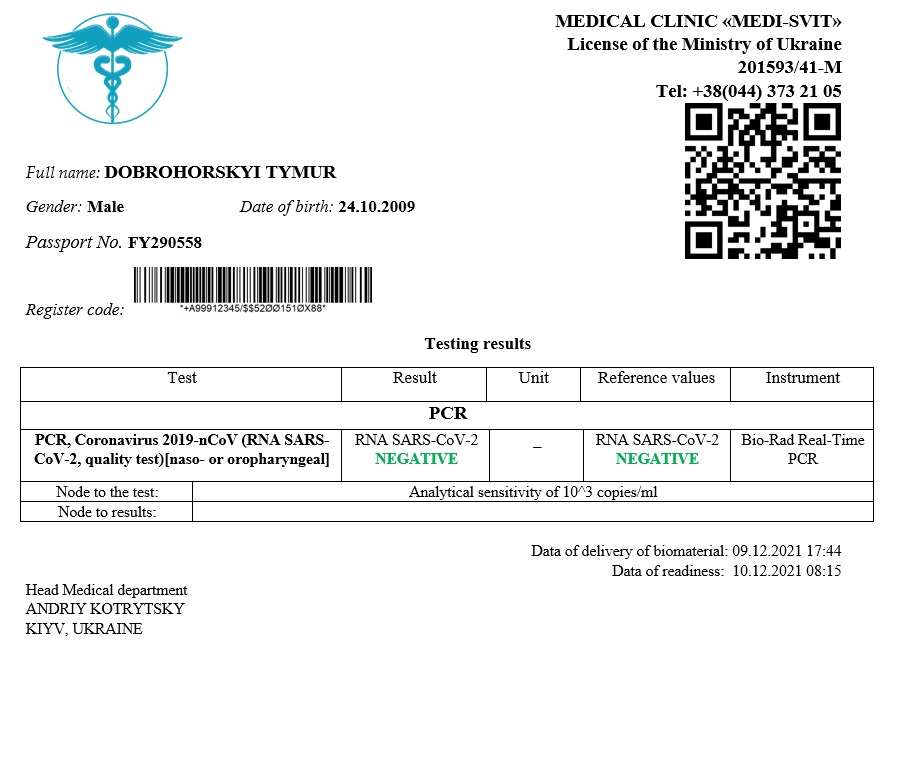 MEDICAL CLINIC «MEDI-SVIT»
License of the Ministry of Ukraine
201593/41-M
Tel: +38(044) 373 21 05
Full name: DOBROHORSKYI TYMUR
Gender: Male Date of birth: 24.10.2009
Passport No. FY290558
Register code: *+A99912345/$$52ØØ151ØX88*
Testing results
Test Result Unit Reference values Instrument
PCR
PCR, Coronavirus 2019-nCoV (RNA SARS- RNA SARS-CoV-2 – RNA SARS-CoV-2 Bio-Rad Real-Time
CoV-2, quality test)[naso- or oropharyngeal] NEGATIVE NEGATIVE PCR
Node to the test: Analytical sensitivity of 10^3 copies/ml
Node to results:
Data of delivery of biomaterial: 09.12.2021 17:44
Data of readiness: 10.12.2021 08:15
Head Medical department
ANDRIY KOTRYTSKY
KIYV, UKRAINE